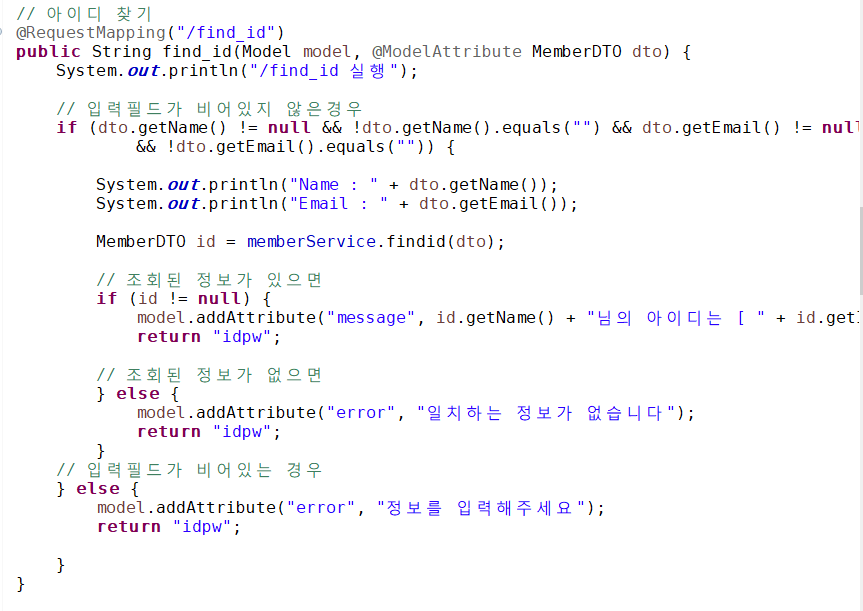 // 아이디 찾기
@RequestMapping("/find_id")
public String find_id(Model model, @ModelAttribute MemberDTO dto) {
System.out.println("/find_id 실행");
// 입력필드가 비어있지 않은경우
if (dto.getName() != null && !dto.getName().equals("") && dto.getEmail() != null
&& !dto.getEmail().equals("")) {
System.out.println("Name : " + dto.getName());
System.out.println("Email : " + dto.getEmail());
MemberDTO id = memberService.findid(dto);
// 조회된 정보가 있으면
if (id != null) {
model.addAttribute("message", id.getName() + "님의 아이디는 [ " + id.getI
return "idpw";
// 조회된 정보가 없으면
} else {
model.addAttribute("error", "일치하는 정보가 없습니다");
return "idpw";
}
// 입력필드가 비어있는 경우
} else {
model.addAttribute("error", "정보를 입력해주세요");
return "idpw";
}
}